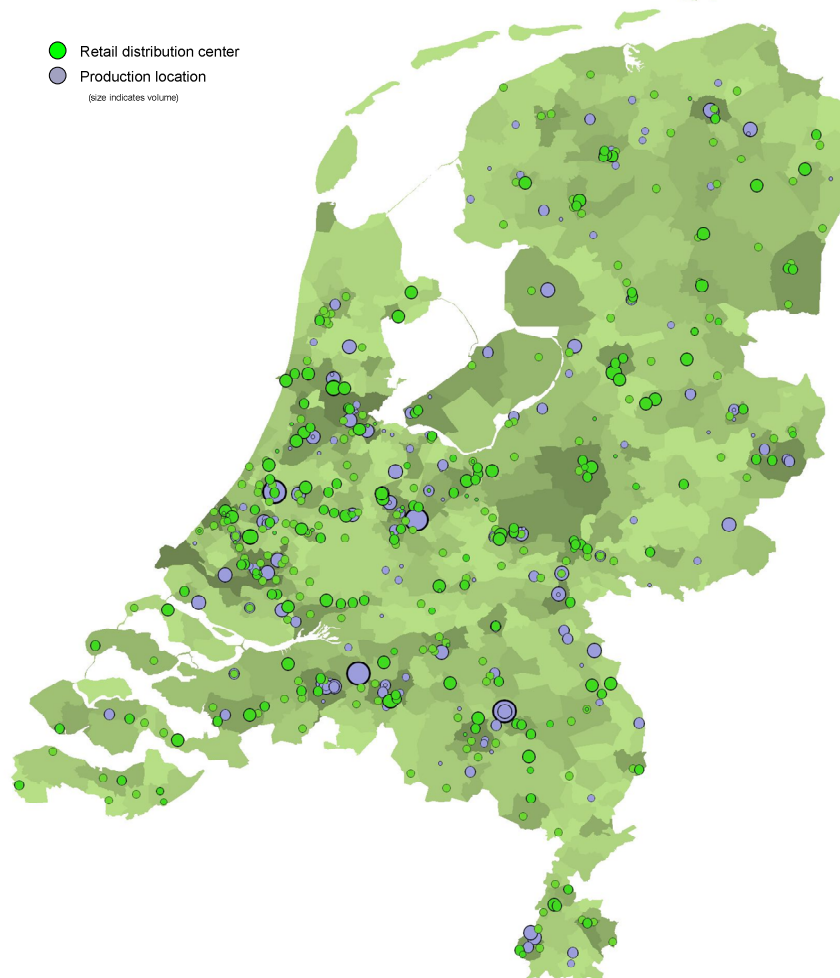 Retail distribution center
Production location
(size indicates volume)